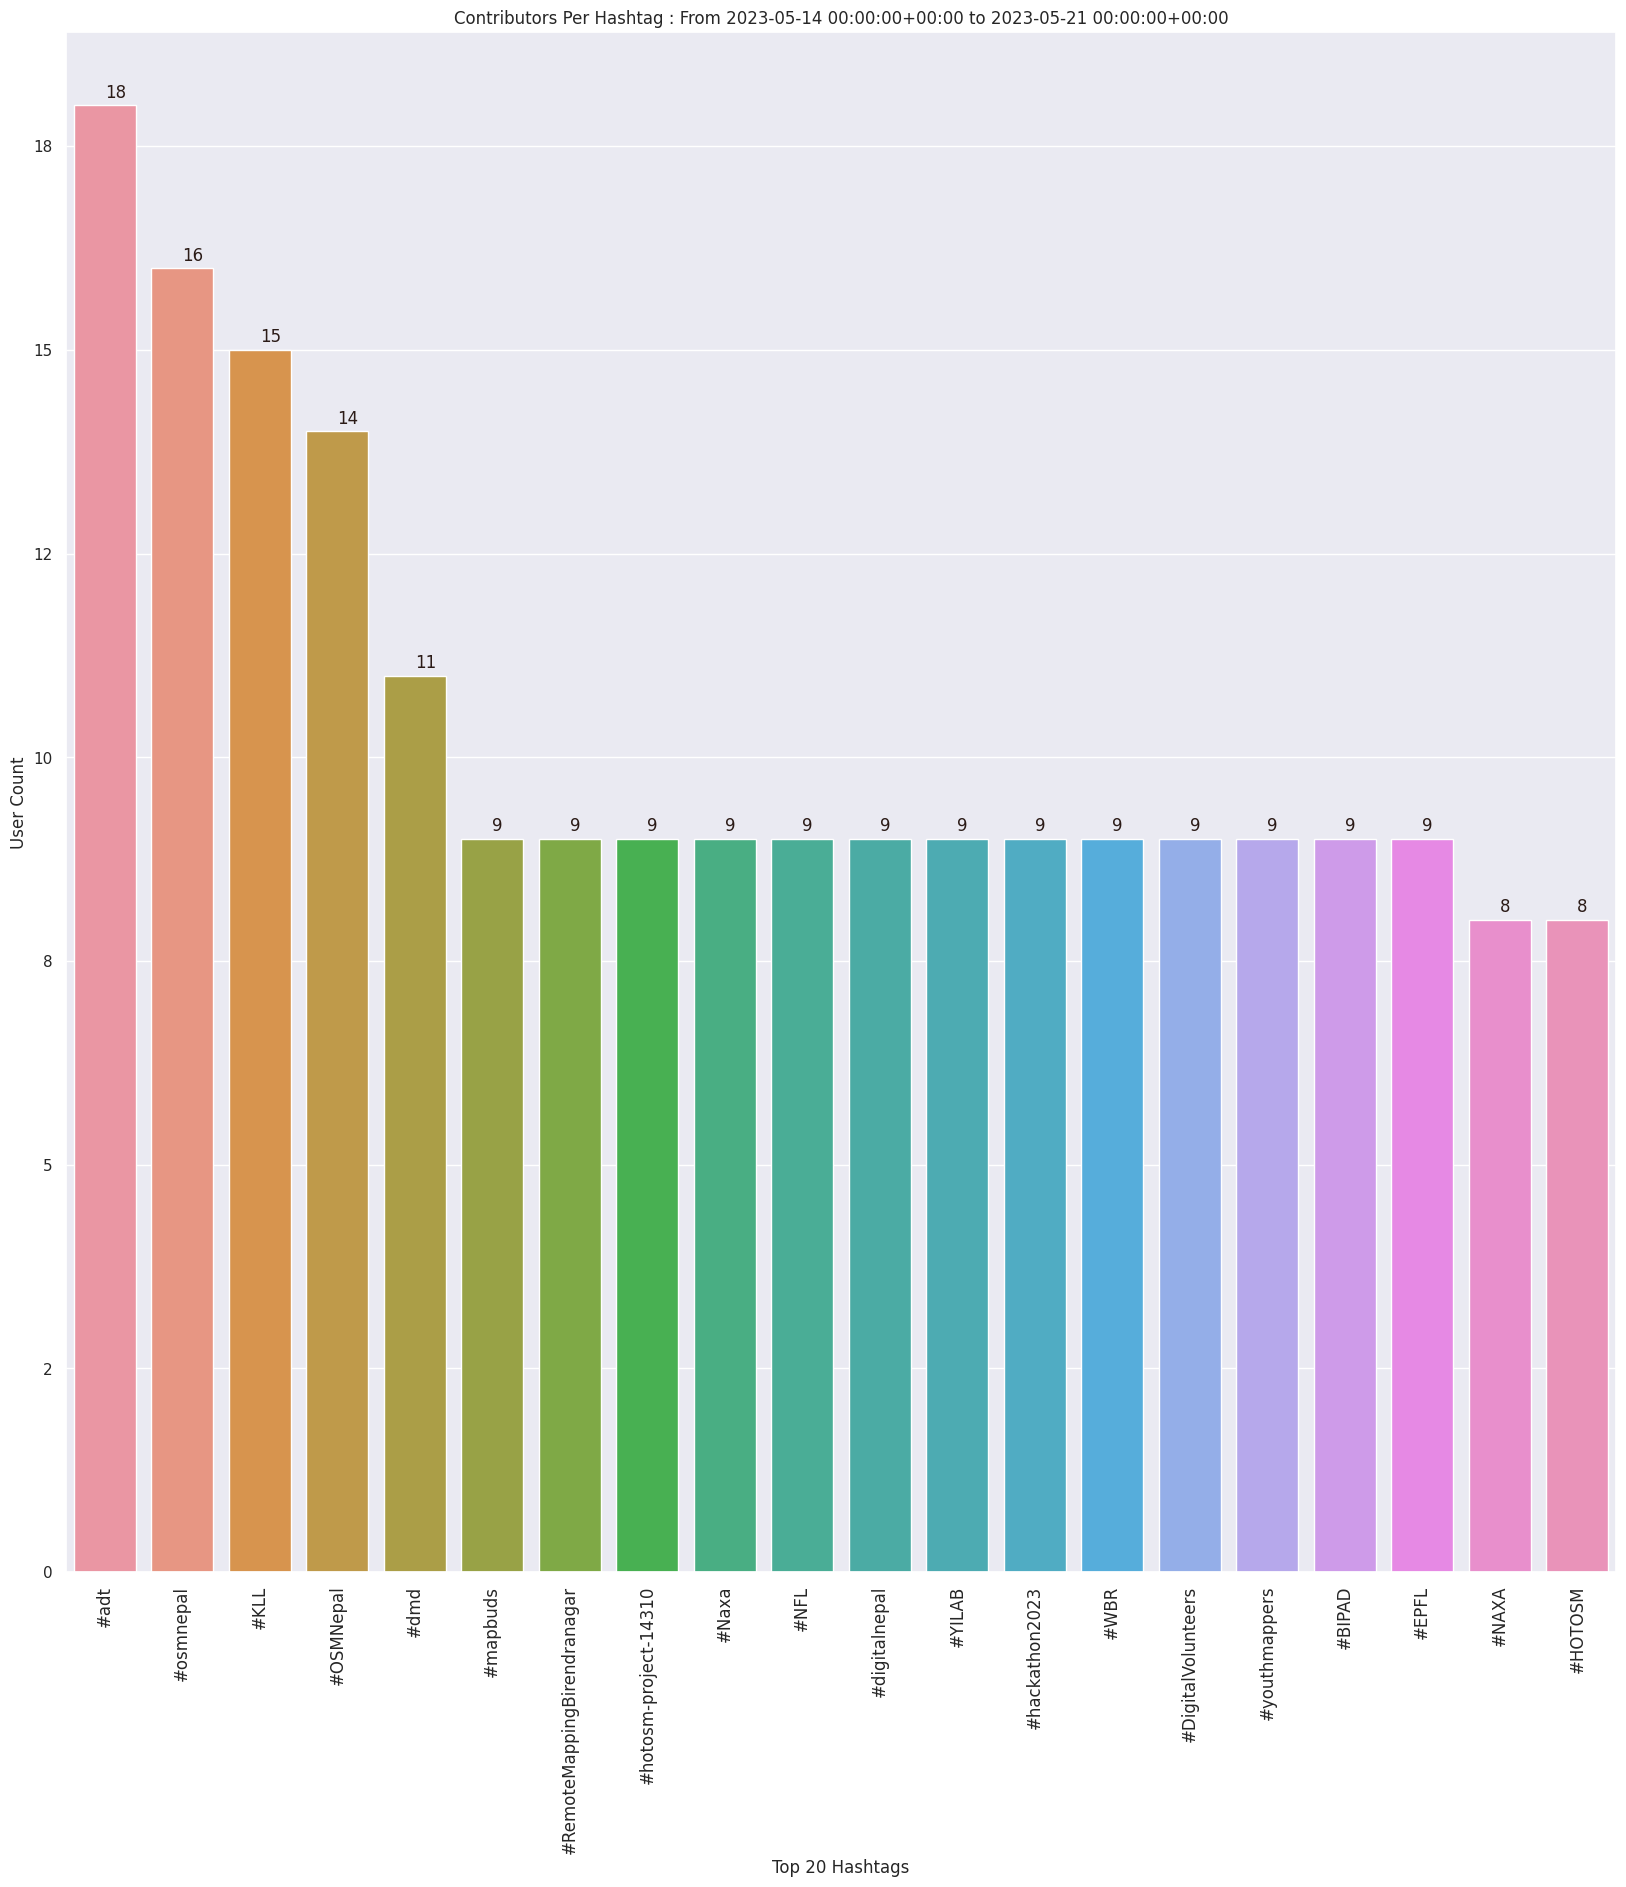 Contributors Per Hashtag : From 2023-05-14 00:00:00+00:00 to 2023-05-21 00:00:00+00:00
User Count
18
15
12
10
8
5
2
0
18
16
15
14
11
9
9
9
9
9
9
9
9
9
9
9
9
9
8
8
#adt
#osmnepal
#KLL
#OSMNepal
#dmd
#mapbuds
#RemoteMappingBirendranagar
#hotosm-project-14310
#Naxa
#NFL
#digitalnepal
#YILAB
#hackathon2023
#WBR
#DigitalVolunteers
#youthmappers
#BIPAD
#EPFL
#NAXA
#HOTOSM
Top 20 Hashtags